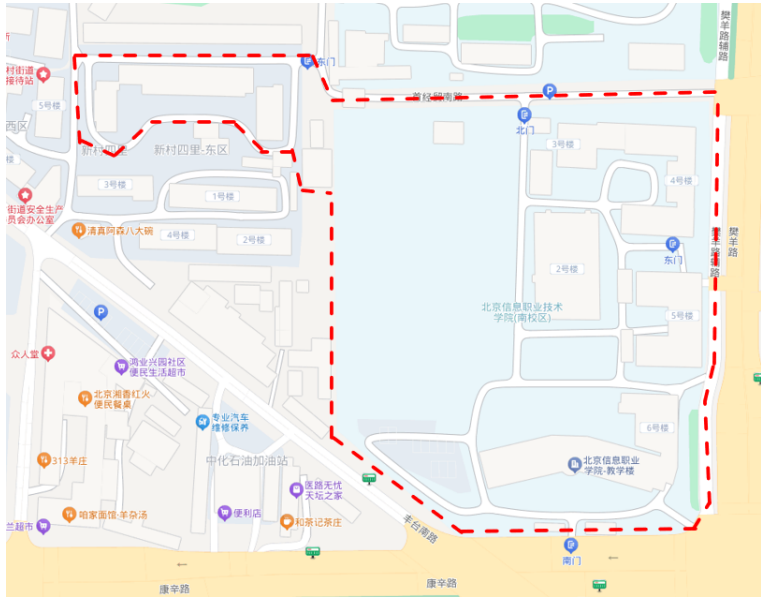 樊羊路辅路
所
村街道
接待站
东门
5号楼
首经贸南路
北门
西区
新村四里
新村四里-东区
3号楼
4号楼
3号楼
1号楼
街道安全生产
员会办公室
清真阿森八大碗
4号楼
2号楼
樊羊路辅路
樊羊路
东门
2号楼
北京信息职业技术
学院(南校区)
5号楼
众人堂
鸿业兴园社区
便民生活超市
北京湘香红火
便民餐桌
专业汽车
维修保养
6号楼
313羊庄
中化石油加油站
北京信息职业
学院-教学楼
医路无忧
天坛之家
咱家面馆·羊杂汤
便利店
和茶记茶庄
兰超市
丰台南路
南门
康辛路
康辛路